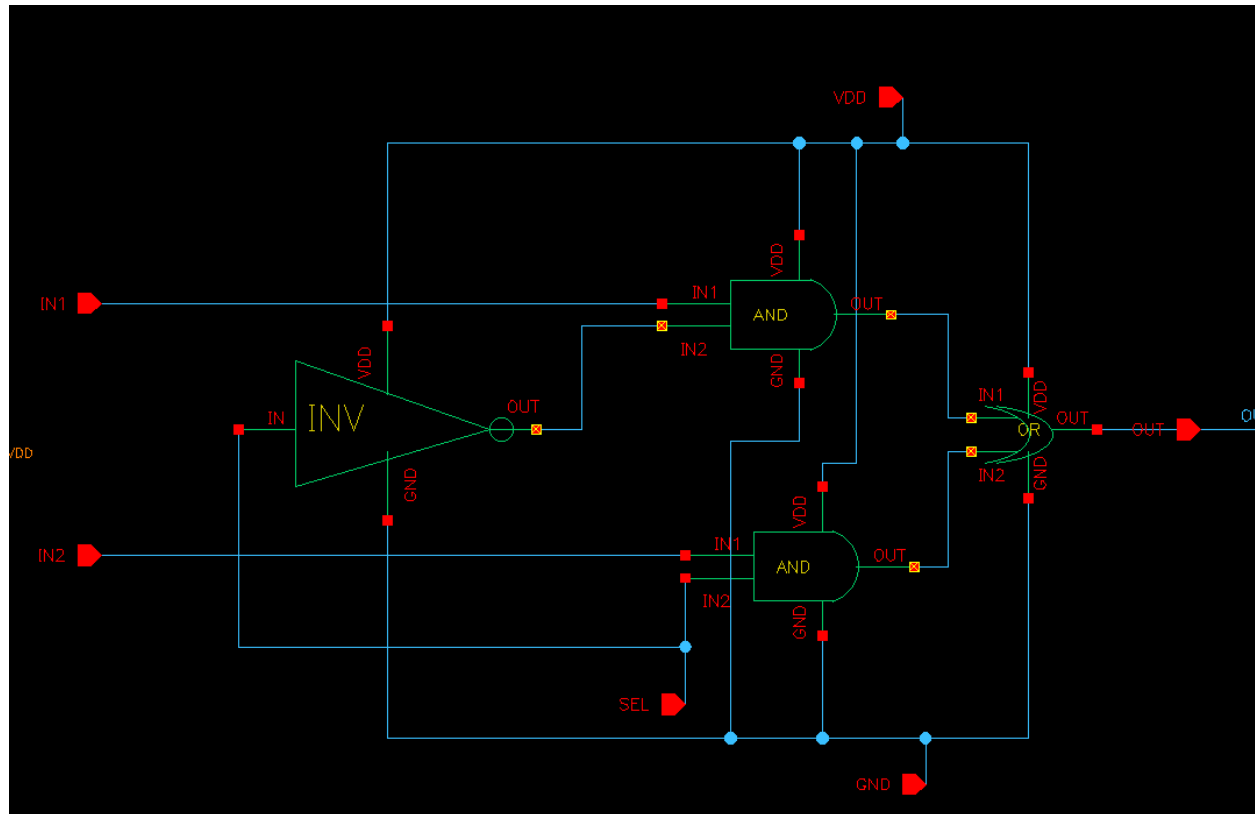 VDD
VDD
IN1
IN1
AND
OUT
IN2
GND
VDD
IN1
VDD
INV
IN
OUT
OR
OUT
OUT
GND
IN2
GND
VDD
IN2
IN1
AND
OUT
IN2
GND
SEL
GND